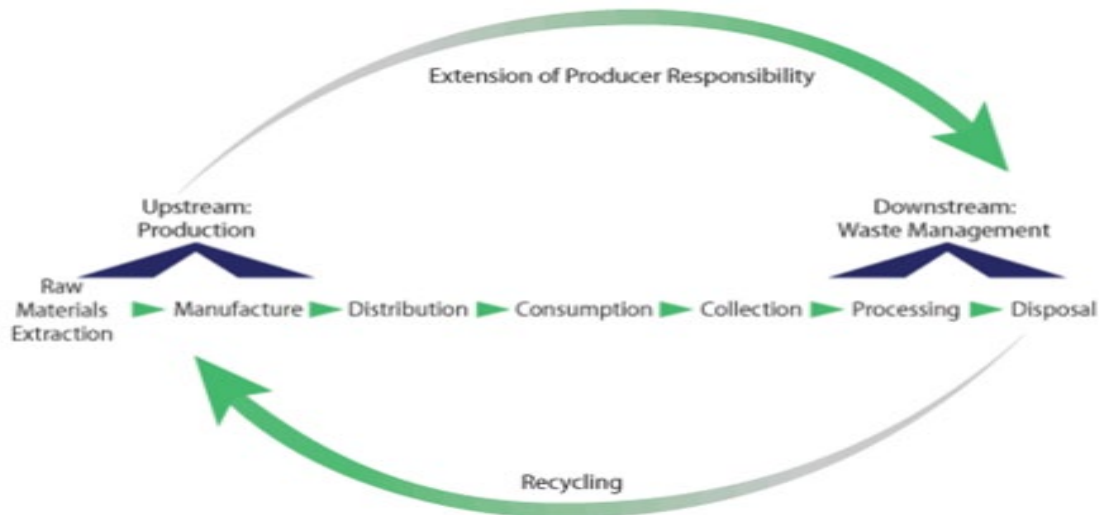 Extension of Producer Responsibility
Upstream:
Production
Downstream:
Waste Management
Raw
Materials
Extraction
Manufacture
Distribution
Consumption
Collection
Processing
Disposal
Recycling